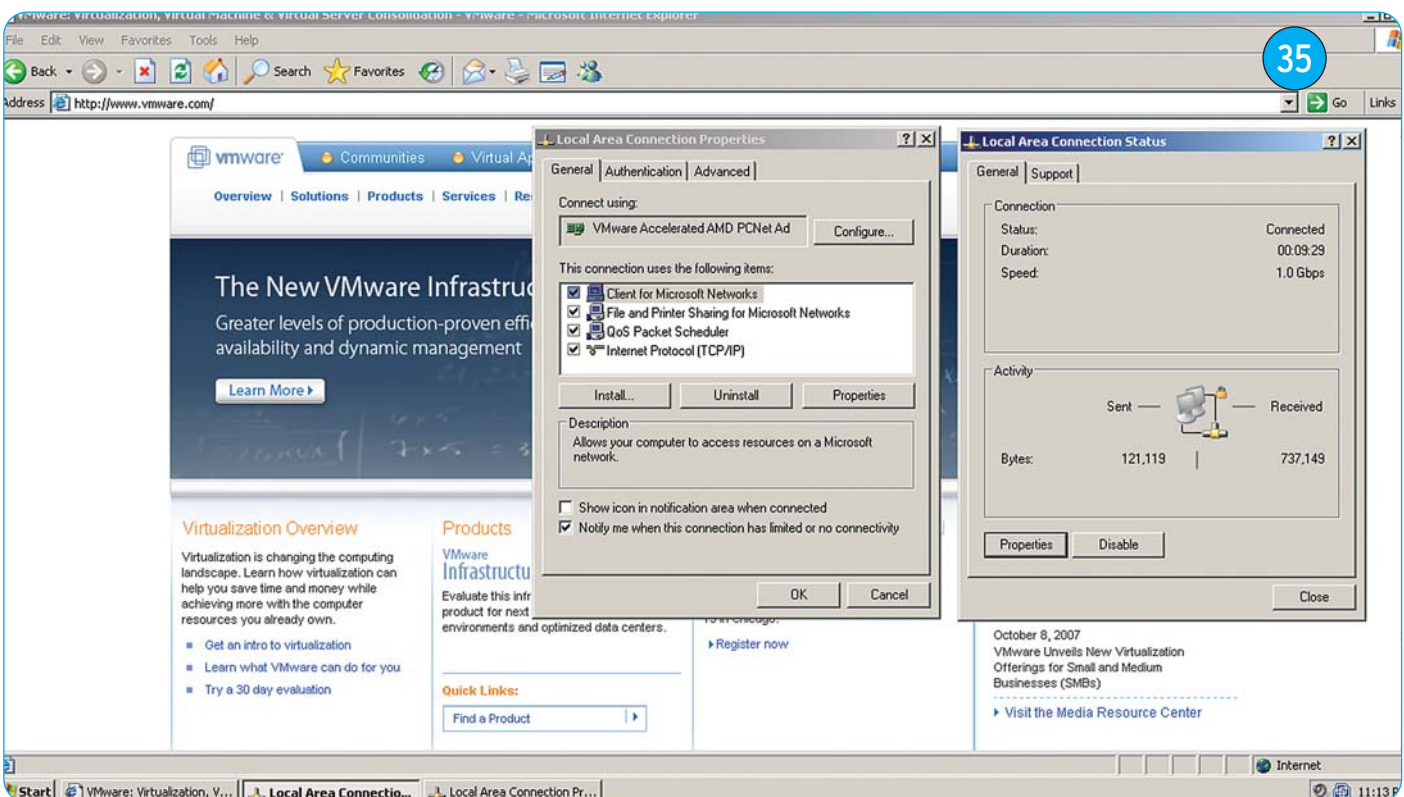 VMware: Virtualization, Virtual Machine & Virtual Server Consolidation - VMware - Microsoft Internet Explorer
File Edit View Favorites Tools Help
35
Back Search Favorites
Address http://www.vmware.com/ Go Links
vmware Communities Virtual Ap
Overview | Solutions | Products | Services | Re
The New VMware Infrastruc
Greater levels of production-proven effi
availability and dynamic management
Learn More
Virtualization Overview
Virtualization is changing the computing
landscape. Learn how virtualization can
help you save time and money while
achieving more with the computer
resources you already own.
Get an intro to virtualization
Learn what VMware can do for you
Try a 30 day evaluation
Products
VMware
Infrastructu
Evaluate this infr
product for next
environments and optimized data centers.
Quick Links:
Find a Product
Register now
Local Area Connection Properties
General Authentication Advanced
Connect using:
VMware Accelerated AMD PCNet Ad Configure...
This connection uses the following items:
Client for Microsoft Networks
File and Printer Sharing for Microsoft Networks
QoS Packet Scheduler
Internet Protocol (TCP/IP)
Install... Uninstall Properties
Description
Allows your computer to access resources on a Microsoft
network.
Show icon in notification area when connected
Notify me when this connection has limited or no connectivity
OK Cancel
Local Area Connection Status
General Support
Connection
Status: Connected
Duration: 00:09:29
Speed: 1.0 Gbps
Activity
Sent — — Received
Bytes: 121,119 | 737,149
Properties Disable
Close
October 8, 2007
VMware Unveils New Virtualization
Offerings for Small and Medium
Businesses (SMBs)
Visit the Media Resource Center
Internet
Start VMware: Virtualization, V... Local Area Connectio... Local Area Connection Pr... 11:13 P